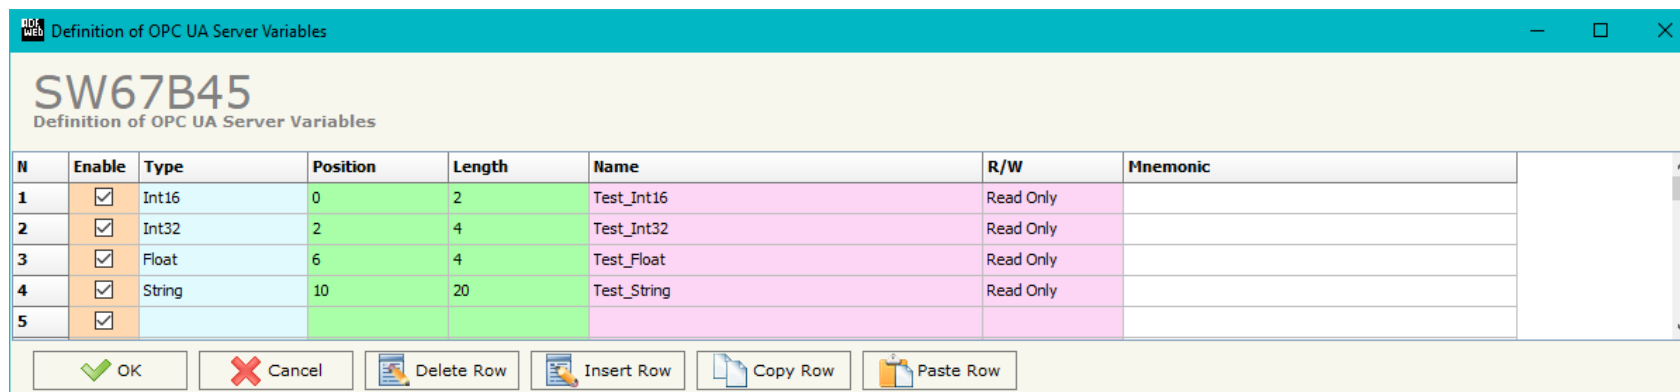 ADF WEB Definition of OPC UA Server Variables
SW67B45
Definition of OPC UA Server Variables
N Enable Type Position Length Name R/W Mnemonic
1 Int16 0 2 Test_Int16 Read Only
2 Int32 2 4 Test_Int32 Read Only
3 Float 6 4 Test_Float Read Only
4 String 10 20 Test_String Read Only
5
OK Cancel Delete Row Insert Row Copy Row Paste Row